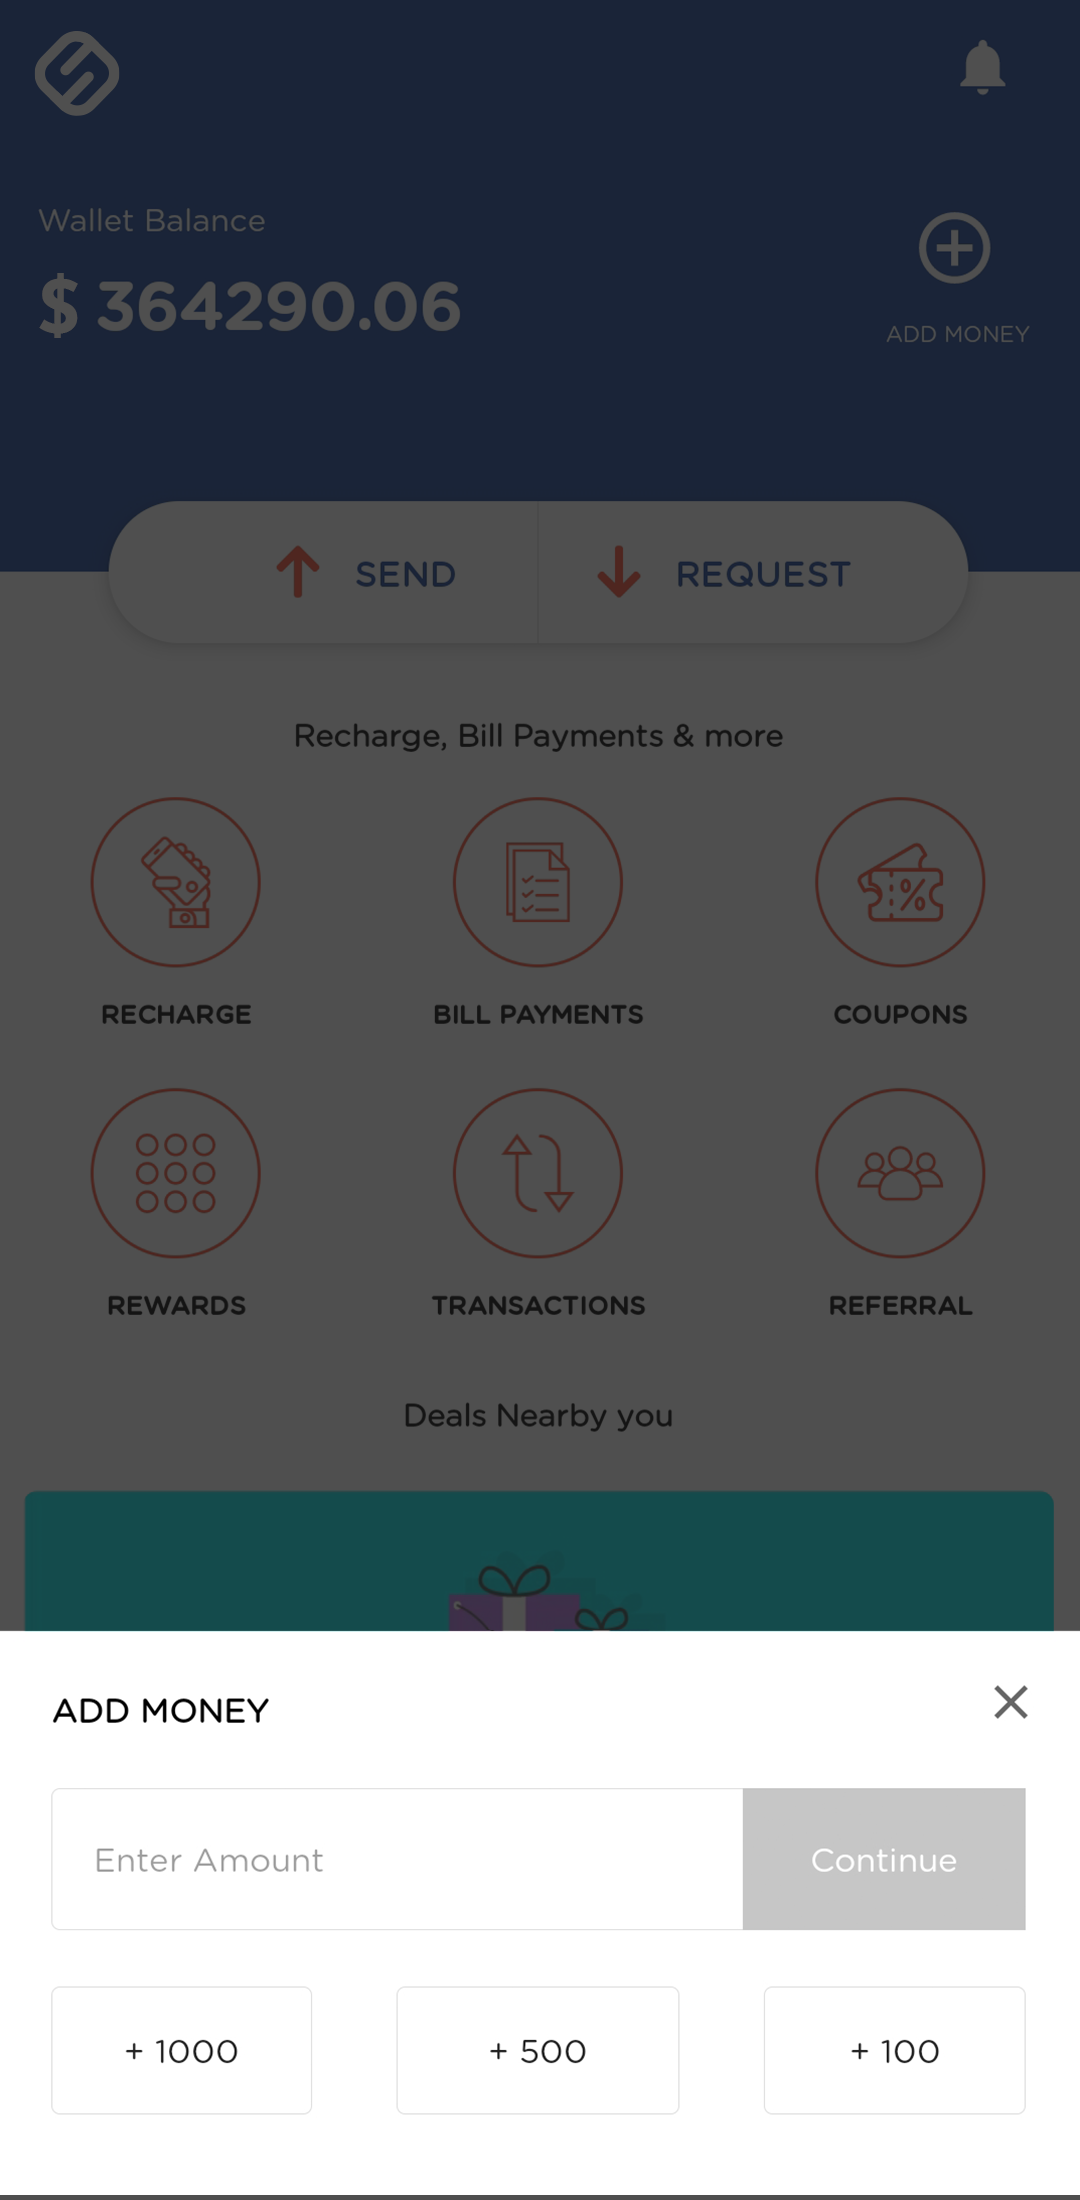 Wallet Balance
$ 364290.06
ADD MONEY
SEND
REQUEST
Recharge, Bill Payments & more
RECHARGE
BILL PAYMENTS
COUPONS
REWARDS
TRANSACTIONS
REFERRAL
Deals Nearby you
ADD MONEY
Enter Amount
Continue
+ 1000
+ 500
+ 100